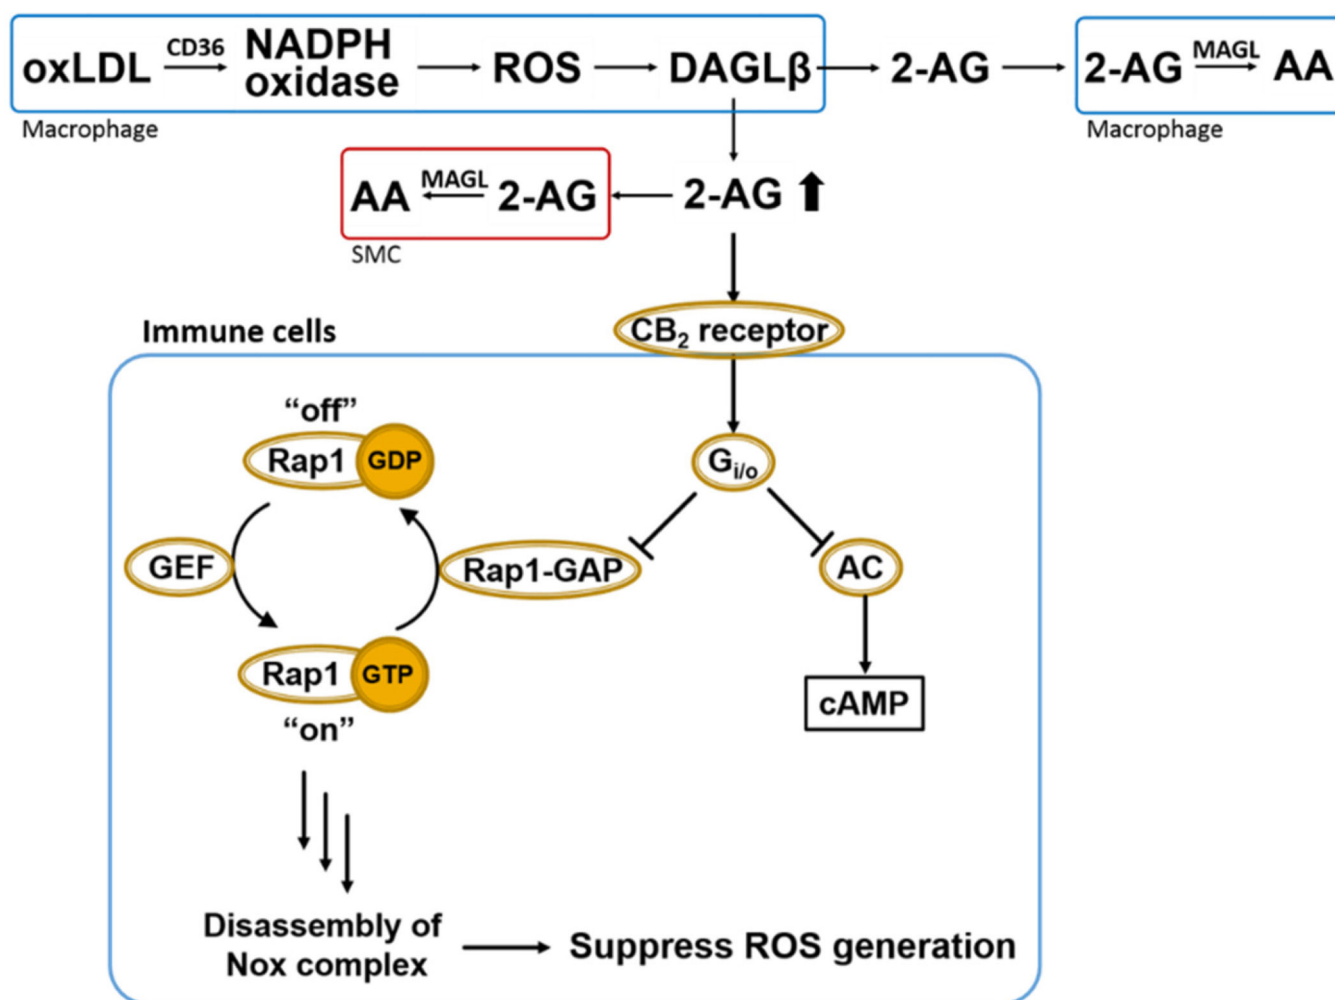 oxLDL
CD36
NADPH
oxidase
ROS
DAGLβ
2-AG
2-AG
MAGL
AA
Macrophage
Macrophage
AA
MAGL
2-AG
2-AG
SMC
CB₂ receptor
Immune cells
“off”
Rap1
GDP
G_{i/o}
GEF
Rap1-GAP
AC
Rap1
GTP
cAMP
“on”
Disassembly of
Nox complex
Suppress ROS generation